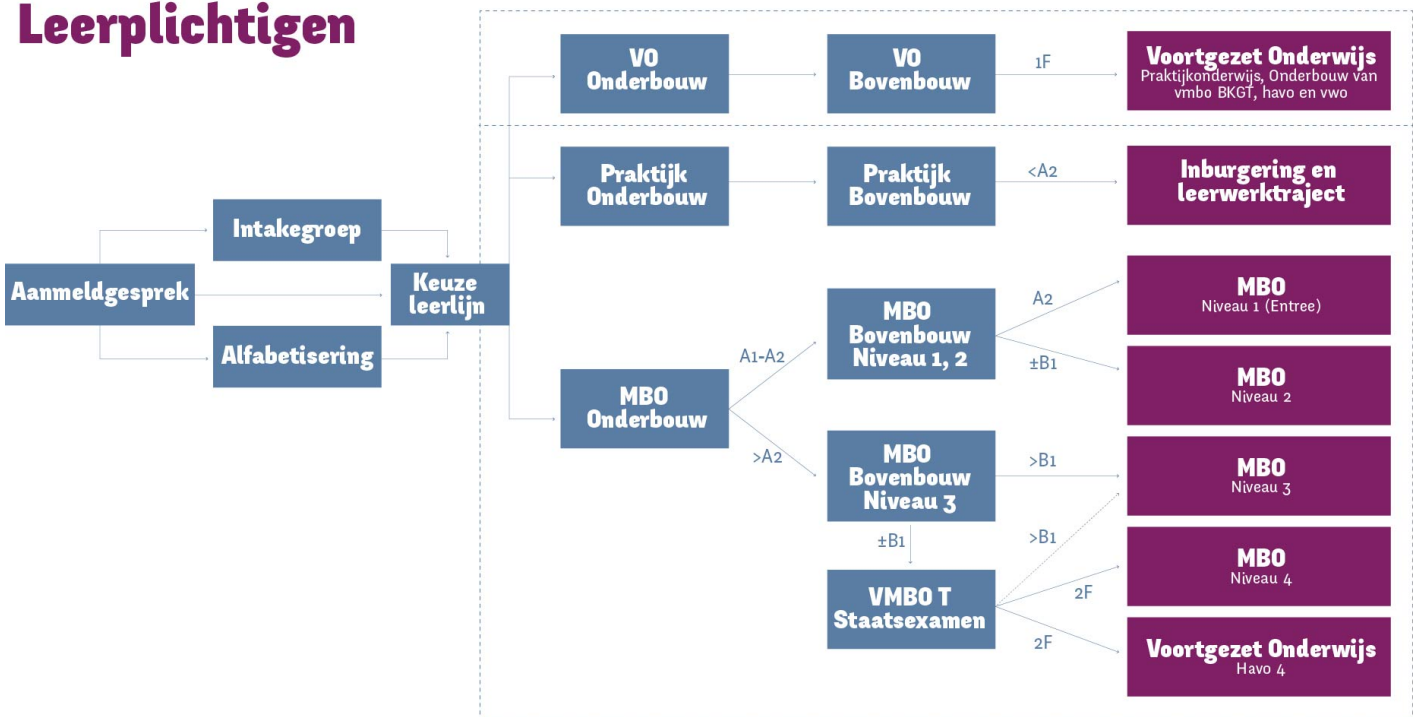 Leerplichtigen
VO
Onderbouw
VO
Bovenbouw
1F
Voortgezet Onderwijs
Praktijkonderwijs, Onderbouw van
vmbo BKGT, havo en vwo
Praktijk
Onderbouw
Praktijk
Bovenbouw
<A2
Inburgering en
leerwerktraject
Intakegroep
Aanmeldgesprek
Keuze
leerlijn
Alfabetisering
MBO
Onderbouw
A1-A2
>A2
MBO
Bovenbouw
Niveau 1, 2
A2
±B1
MBO
Niveau 1 (Entree)
MBO
Niveau 2
MBO
Bovenbouw
Niveau 3
>B1
MBO
Niveau 3
±B1
>B1
VMBO T
Staatsexamen
2F
MBO
Niveau 4
2F
Voortgezet Onderwijs
Havo 4